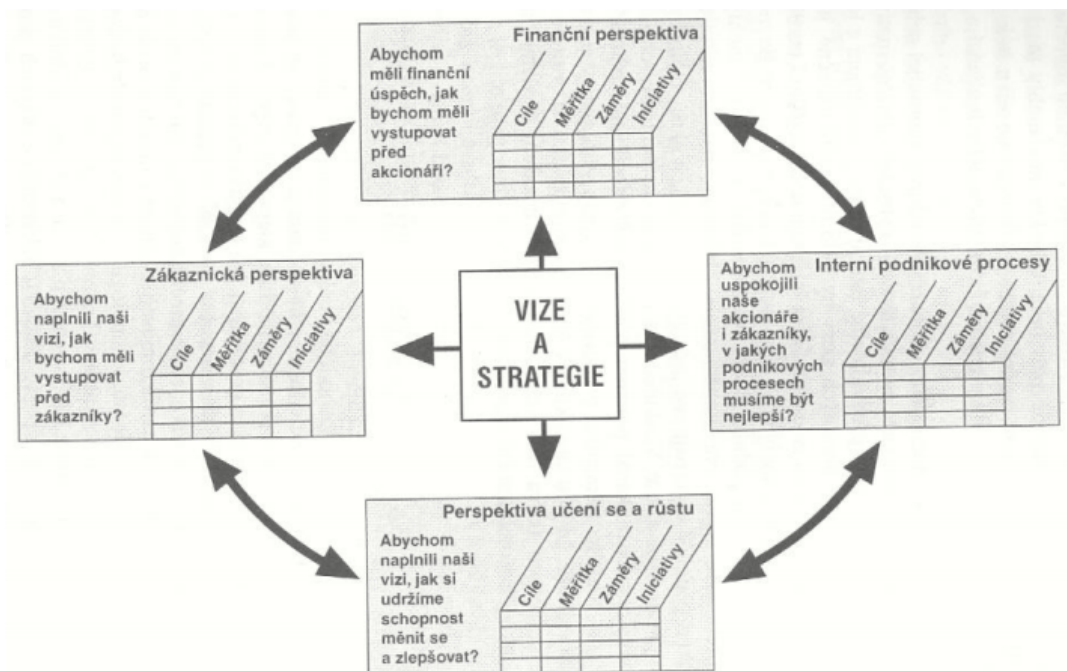 Finanční perspektiva
Abychom
měli finanční
úspěch, jak
bychom měli
vystupovat
před
akcionáři?
Cíle
Měřítka
Záměry
Iniciativy
Zákaznická perspektiva
Abychom
naplnili naši
vizi, jak
bychom měli
vystupovat
před
zákazníky?
Cíle
Měřítka
Záměry
Iniciativy
VIZE
A
STRATEGIE
Interní podnikové procesy
Abychom
uspokojili
naše
akcionáře
i zákazníky,
v jakých
podnikových
procesech
musíme být
nejlepší?
Cíle
Měřítka
Záměry
Iniciativy
Perspektiva učení se a růstu
Abychom
naplnili naši
vizi, jak si
udržíme
schopnost
měnit se
a zlepšovat?
Cíle
Měřítka
Záměry
Iniciativy